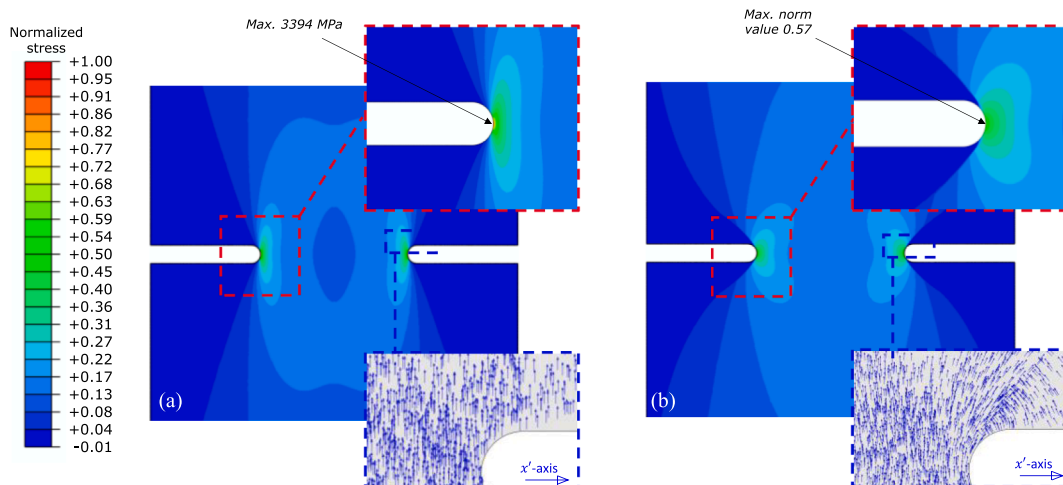 Normalized
stress
+1.00
+0.95
+0.91
+0.86
+0.82
+0.77
+0.72
+0.68
+0.63
+0.59
+0.54
+0.50
+0.45
+0.40
+0.36
+0.31
+0.27
+0.22
+0.17
+0.13
+0.08
+0.04
-0.01
Max. 3394 MPa
(a)
x'-axis
Max. norm
value 0.57
(b)
x'-axis